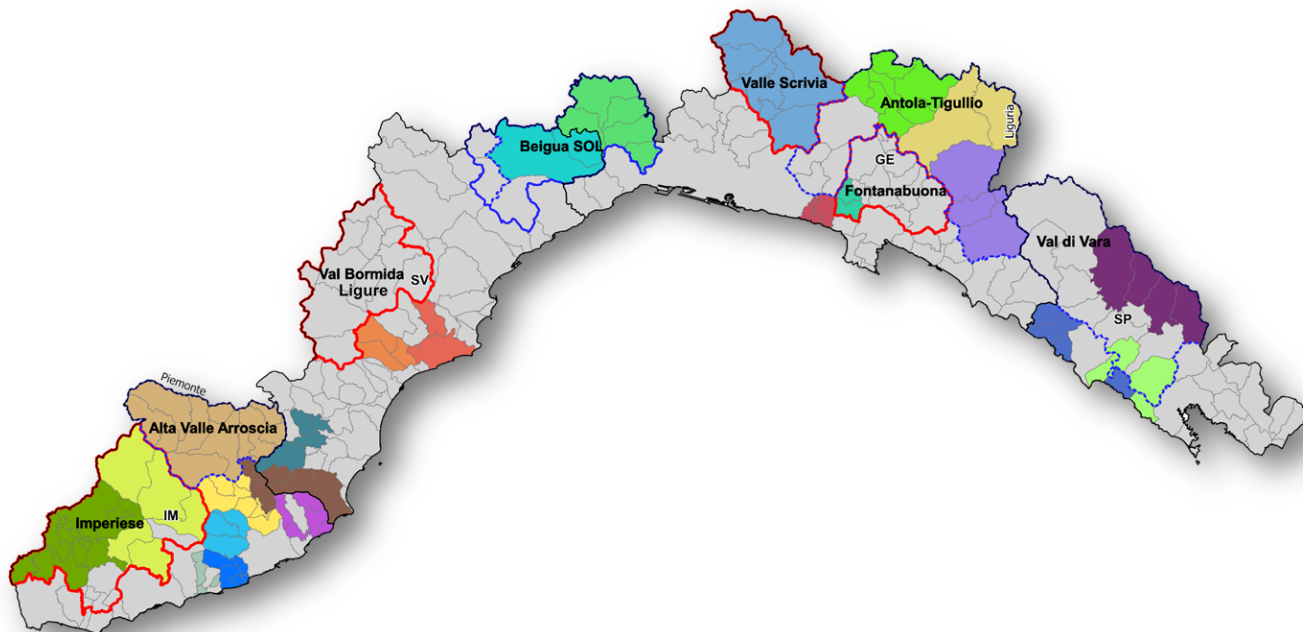 Valle Scrivia
Antola-Tigullio
Liguria
Beigua SOL
GE
Fontanabuona
Val di Vara
Val Bormida
Ligure
SV
SP
Piemonte
Alta Valle Arroscia
IM
Imperiese